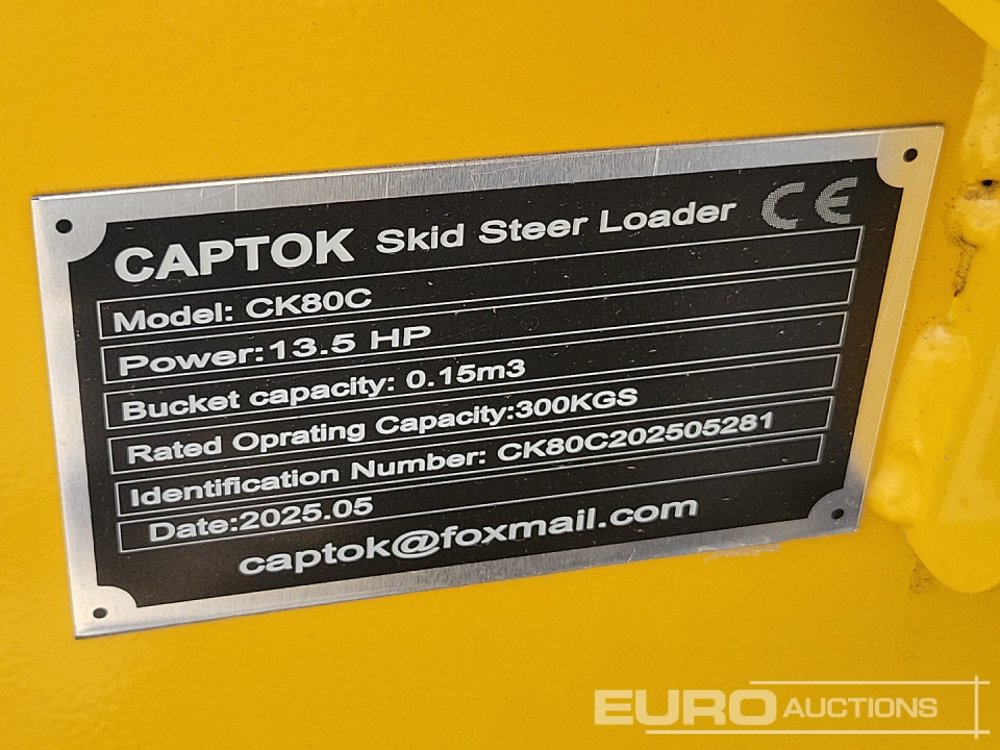 CAPTOK Skid Steer Loader CE
Model: CK80C
Power:13.5 HP
Bucket capacity: 0.15m3
Rated Oprating Capacity:300KGS
Identification Number: CK80C202505281
Date:2025.05
captok@foxmail.com
EURO AUCTIONS